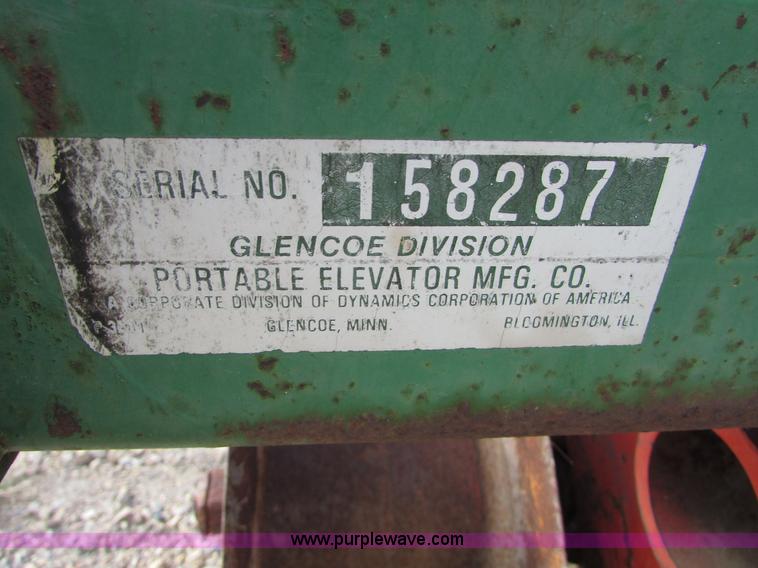 SERIAL NO. 158287
GLENCOE DIVISION
PORTABLE ELEVATOR MFG. CO.
A CORPORATE DIVISION OF DYNAMICS CORPORATION OF AMERICA
GLENCOE, MINN. BLOOMINGTON, ILL.
www.purplewave.com